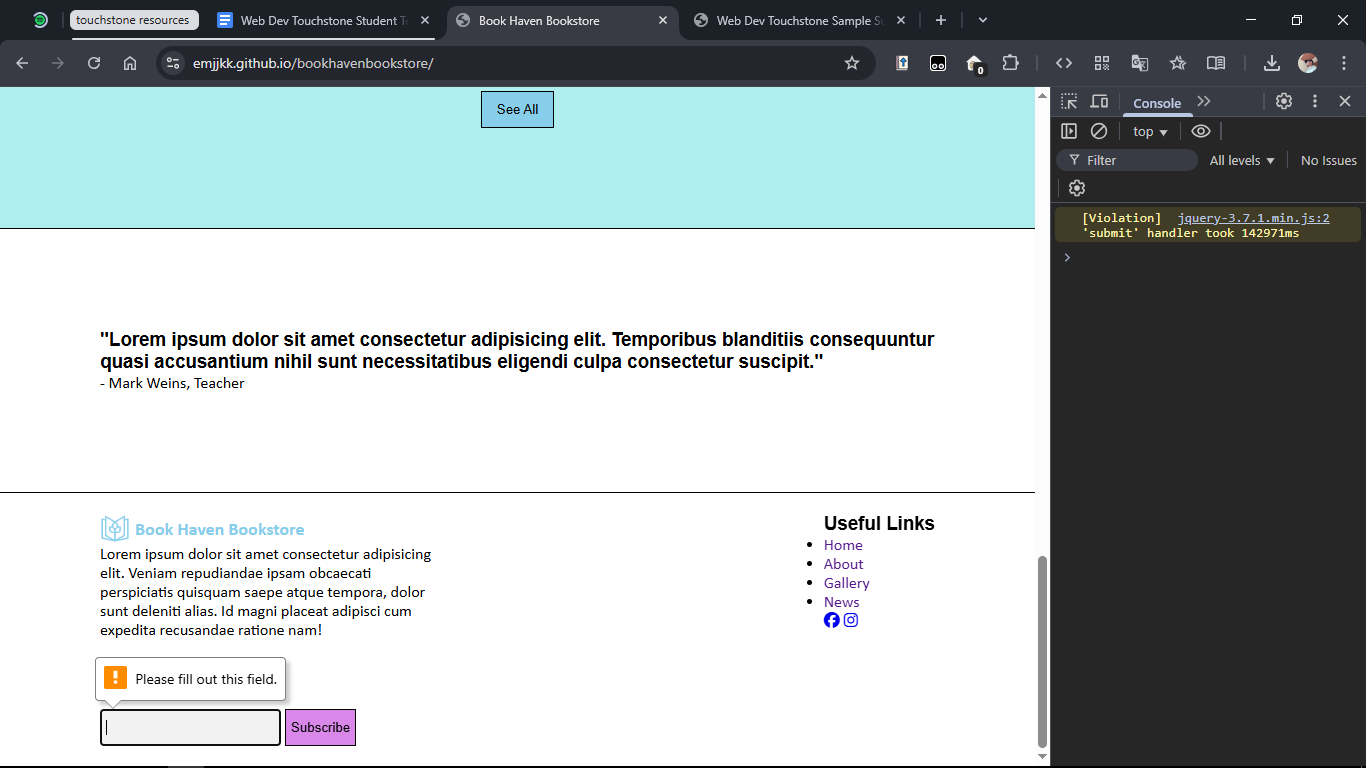 touchstone resources
Web Dev Touchstone Student T
Book Haven Bookstore
Web Dev Touchstone Sample S
emjjkk.github.io/bookhavenbookstore/
0
See All
Console
top
Filter
All levels
No Issues
[Violation] jquery-3.7.1.min.js:2
'submit' handler took 142971ms
"Lorem ipsum dolor sit amet consectetur adipisicing elit. Temporibus blanditiis consequuntur
quasi accusantium nihil sunt necessitatibus eligendi culpa consectetur suscipit."
- Mark Weins, Teacher
Book Haven Bookstore
Lorem ipsum dolor sit amet consectetur adipisicing
elit. Veniam repudiandae ipsam obcaecati
perspiciatis quisquam saepe atque tempora, dolor
sunt deleniti alias. Id magni placeat adipisci cum
expedita recusandae ratione nam!
Useful Links
Home
About
Gallery
News
Please fill out this field.
Subscribe